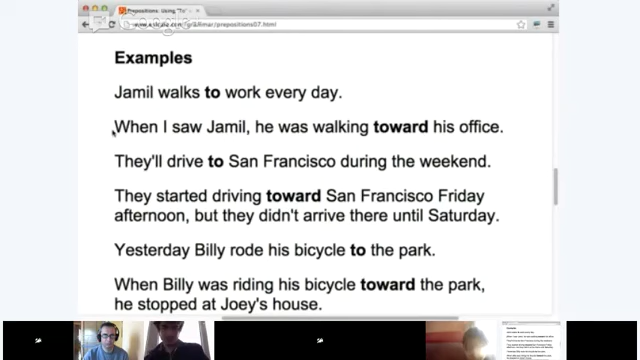 Prepositions: Using "To"
Examples
Jamil walks to work every day.
When I saw Jamil, he was walking toward his office.
They'll drive to San Francisco during the weekend.
They started driving toward San Francisco Friday
afternoon, but they didn't arrive there until Saturday.
Yesterday Billy rode his bicycle to the park.
When Billy was riding his bicycle toward the park,
he stopped at Joey's house.